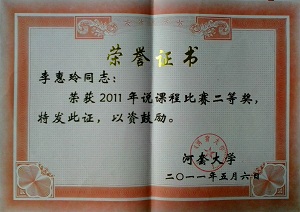 荣誉证书
李惠玲同志：
荣获2011年说课程比赛二等奖，
特发此证，以资鼓励。
河套大学
二〇一一年五月六日